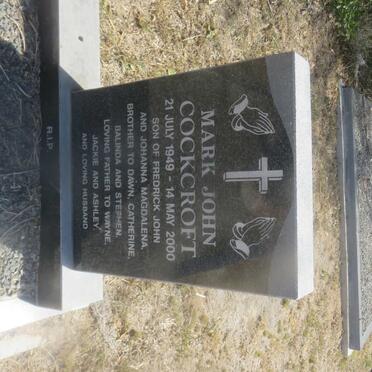 MARK JOHN
COCKCROFT
21 JULY 1949 - 14 MAY 2000
SON OF FREDRICK JOHN
AND JOHANNA MAGDALENA,
BROTHER TO DAWN, CATHERINE,
BALINDA AND STEPHEN.
LOVING FATHER TO WAYNE,
JACKIE AND ASHLEY
AND LOVING HUSBAND
R.I.P.